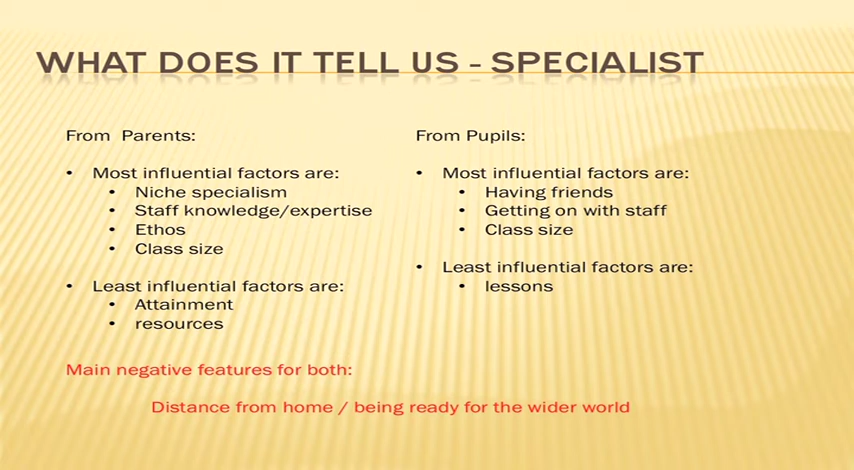 WHAT DOES IT TELL US - SPECIALIST
From Parents:
• Most influential factors are:
• Niche specialism
• Staff knowledge/expertise
• Ethos
• Class size
• Least influential factors are:
• Attainment
• resources
From Pupils:
• Most influential factors are:
• Having friends
• Getting on with staff
• Class size
• Least influential factors are:
• lessons
Main negative features for both:
Distance from home / being ready for the wider world